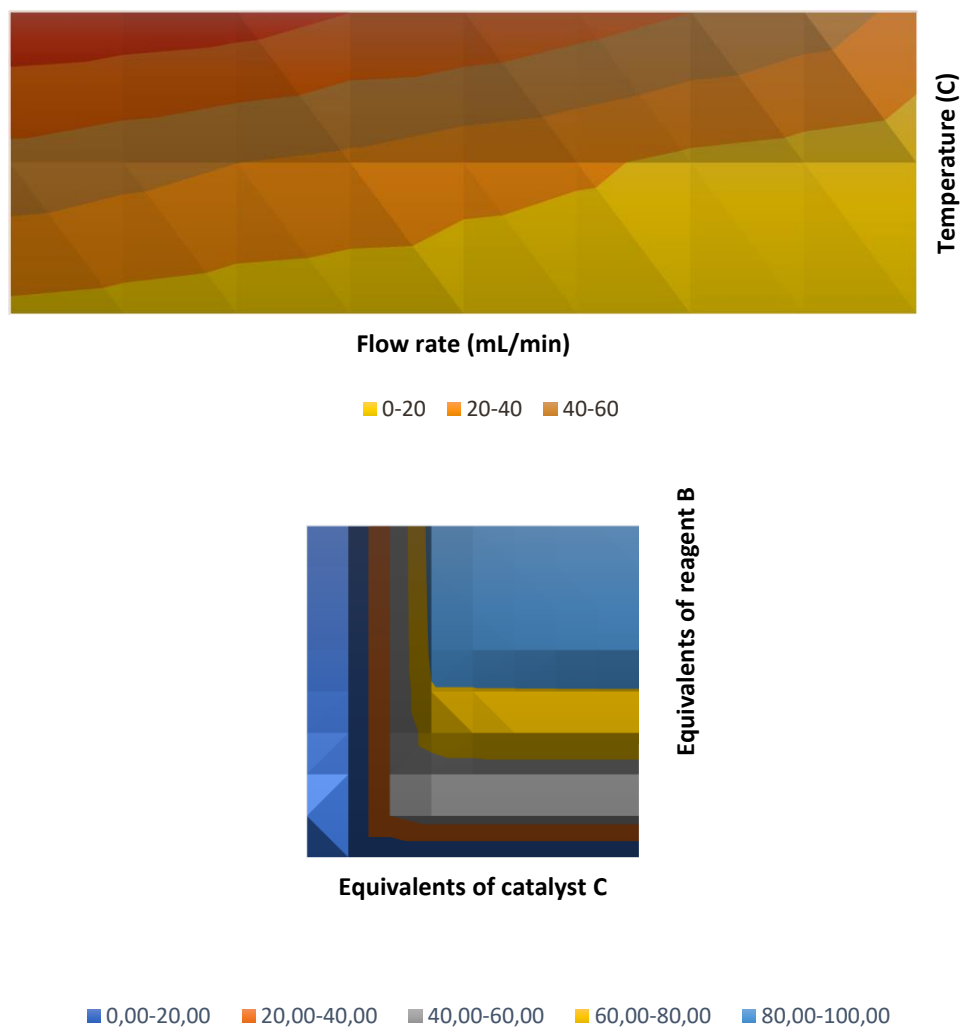 Temperature (C)
Flow rate (mL/min)
0-20 20-40 40-60
Equivalents of reagent B
Equivalents of catalyst C
0,00-20,00 20,00-40,00 40,00-60,00 60,00-80,00 80,00-100,00